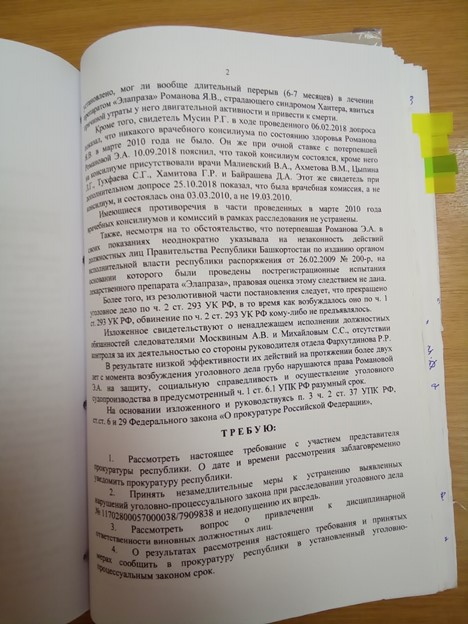 2
установлено, мог ли вообще длительный перерыв (6-7 месяцев) в лечении
препаратом «Элапраза» Романова Я.В., страдающего синдромом Хантера, явиться
причиной утраты у него двигательной активности и привести к смерти.
Кроме того, свидетель Мусин Р.Г. в ходе проведенного 06.02.2018 допроса
показал, что никакого врачебного консилиума по состоянию здоровья Романова
Я.В. в марте 2010 года не было. Он же при очной ставке с потерпевшей
Романовой Э.А. 10.09.2018 пояснил, что такой консилиум состоялся, кроме него
на консилиуме присутствовали врачи Малиевский В.А., Ахметова В.М., Цыпина
Л.Г., Тухфаева С.Г., Хамитова Г.Р. и Байрашева Д.А. Этот же свидетель при
дополнительном допросе 25.10.2018 показал, что была врачебная комиссия, а не
консилиум, и состоялась она 03.03.2010, а не 19.03.2010.
Имеющиеся противоречия в части проведенных в марте 2010 года
врачебных консилиумов и комиссий в рамках расследования не устранены.
Также, несмотря на то обстоятельство, что потерпевшая Романова Э.А. в
своих показаниях неоднократно указывала на незаконность действий
должностных лиц Правительства Республики Башкортостан по изданию органом
исполнительной власти республики распоряжения от 26.02.2009 № 200-р, на
основании которого были проведены пострегистрационные испытания
лекарственного препарата «Элапраза», правовая оценка этому следствием не дана.
Более того, из резолютивной части постановления следует, что прекращено
уголовное дело по ч. 2 ст. 293 УК РФ, в то время как возбуждалось оно по ч. 1
ст. 293 УК РФ, обвинение по ч. 2 ст. 293 УК РФ кому-либо не предъявлялось.
Изложенное свидетельствуют о ненадлежащем исполнении должностных
обязанностей следователями Москвиным А.В. и Михайловым С.С., отсутствии
контроля за их деятельностью со стороны руководителя отдела Фархутдинова Р.Р.
В результате низкой эффективности их действий на протяжении более двух
лет с момента возбуждения уголовного дела грубо нарушаются права Романовой
Э.А. на защиту, социальную справедливость и осуществление уголовного
судопроизводства в предусмотренный ч. 1 ст. 6.1 УПК РФ разумный срок.
На основании изложенного и руководствуясь п. 3 ч. 2 ст. 37 УПК РФ,
ст.ст. 6 и 29 Федерального закона «О прокуратуре Российской Федерации»,
ТРЕБУЮ:
1. Рассмотреть настоящее требование с участием представителя
прокуратуры республики. О дате и времени рассмотрения заблаговременно
уведомить прокуратуру республики.
2. Принять незамедлительные меры к устранению выявленных
нарушений уголовно-процессуального закона при расследовании уголовного дела
№ 11702800057000038/7909838 и недопущению их впредь.
3. Рассмотреть вопрос о привлечении к дисциплинарной
ответственности виновных должностных лиц.
4. О результатах рассмотрения настоящего требования и принятых
мерах сообщить в прокуратуру республики в установленный уголовно-
процессуальным законом срок.